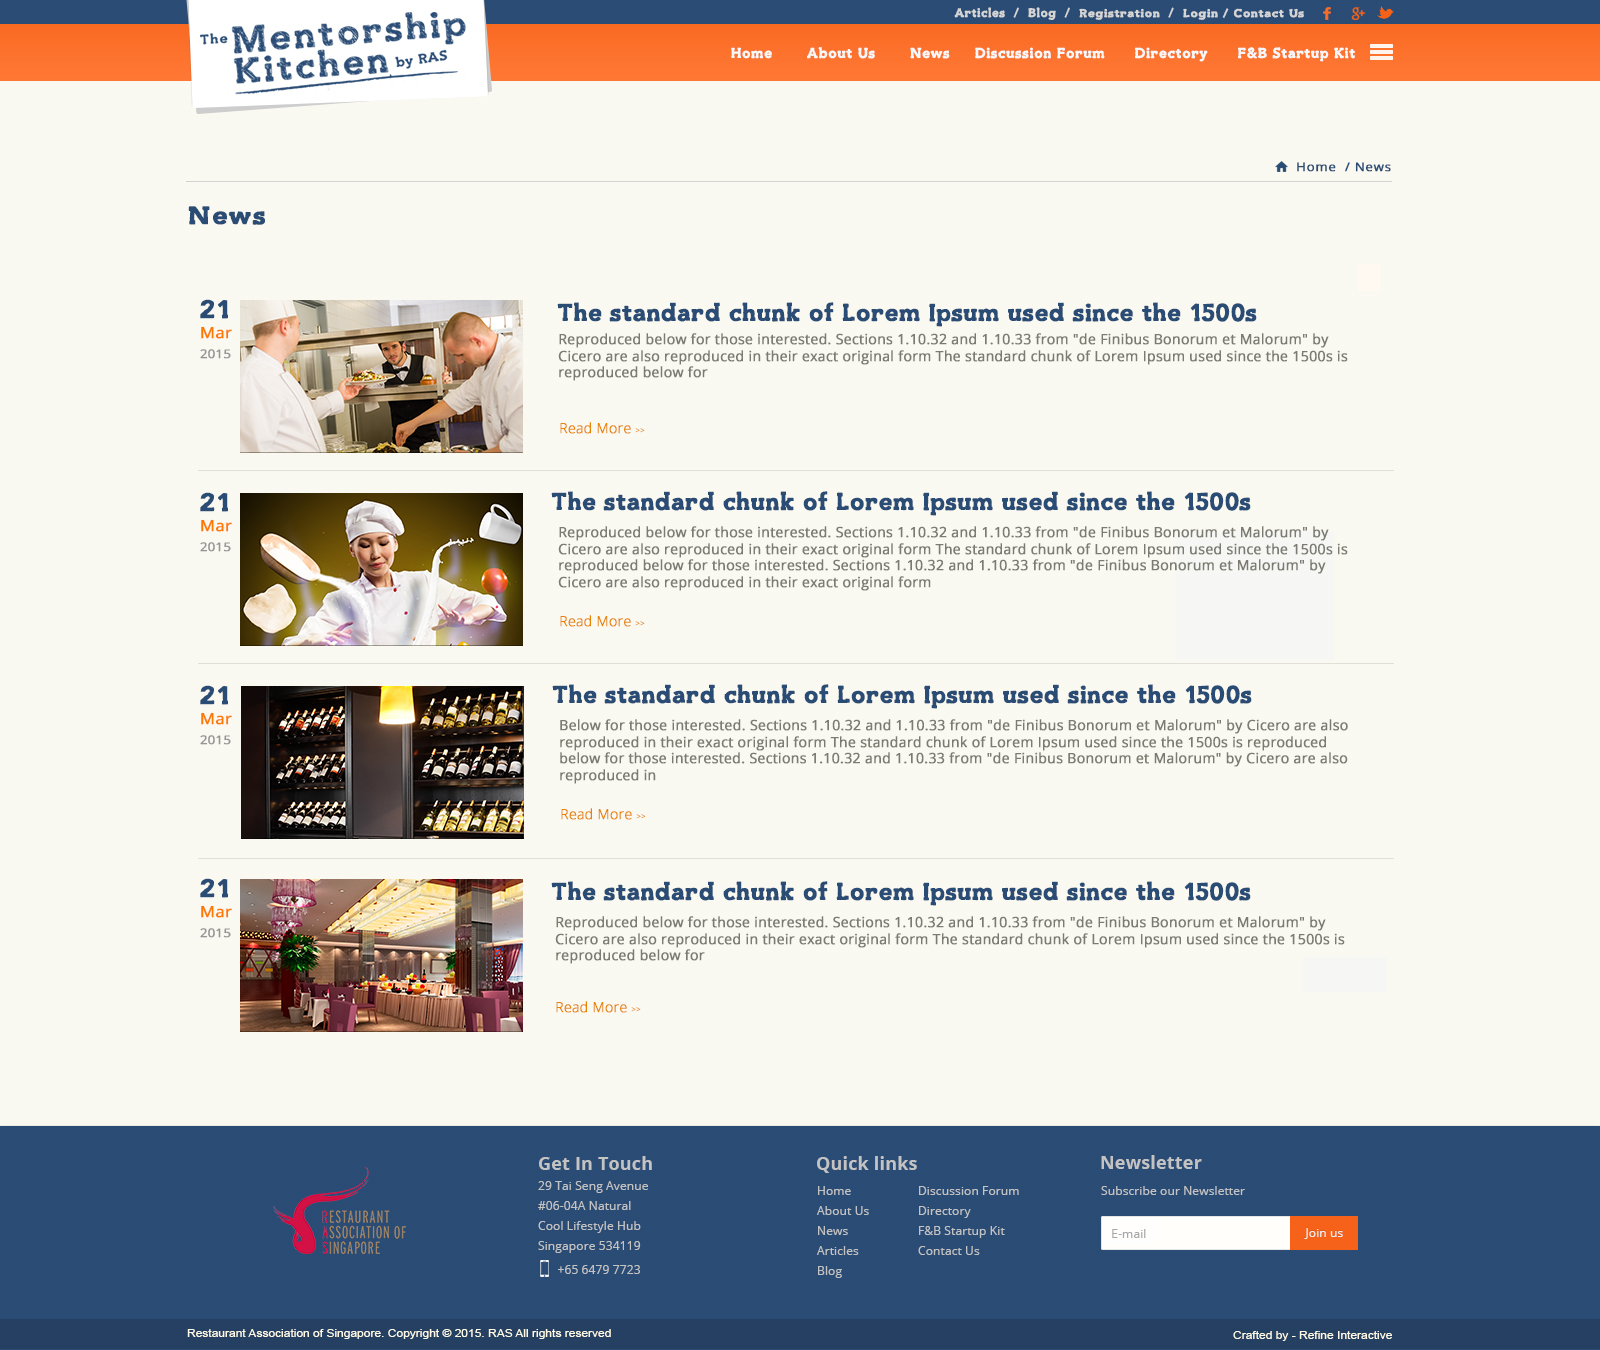 Articles / Blog / Registration / Login / Contact Us
The Mentorship
Kitchen by RAS
Home About Us News Discussion Forum Directory F&B Startup Kit
Home / News
News
21
Mar
2015
The standard chunk of Lorem Ipsum used since the 1500s
Reproduced below for those interested. Sections 1.10.32 and 1.10.33 from "de Finibus Bonorum et Malorum" by
Cicero are also reproduced in their exact original form The standard chunk of Lorem Ipsum used since the 1500s is
reproduced below for
Read More >>
21
Mar
2015
The standard chunk of Lorem Ipsum used since the 1500s
Reproduced below for those interested. Sections 1.10.32 and 1.10.33 from "de Finibus Bonorum et Malorum" by
Cicero are also reproduced in their exact original form The standard chunk of Lorem Ipsum used since the 1500s is
reproduced below for those interested. Sections 1.10.32 and 1.10.33 from "de Finibus Bonorum et Malorum" by
Cicero are also reproduced in their exact original form
Read More >>
21
Mar
2015
The standard chunk of Lorem Ipsum used since the 1500s
Below for those interested. Sections 1.10.32 and 1.10.33 from "de Finibus Bonorum et Malorum" by Cicero are also
reproduced in their exact original form The standard chunk of Lorem Ipsum used since the 1500s is reproduced
below for those interested. Sections 1.10.32 and 1.10.33 from "de Finibus Bonorum et Malorum" by Cicero are also
reproduced in
Read More >>
21
Mar
2015
The standard chunk of Lorem Ipsum used since the 1500s
Reproduced below for those interested. Sections 1.10.32 and 1.10.33 from "de Finibus Bonorum et Malorum" by
Cicero are also reproduced in their exact original form The standard chunk of Lorem Ipsum used since the 1500s is
reproduced below for
Read More >>
RESTAURANT
ASSOCIATION OF
SINGAPORE
Get In Touch
29 Tai Seng Avenue
#06-04A Natural
Cool Lifestyle Hub
Singapore 534119
+65 6479 7723
Quick links
Home
About Us
News
Articles
Blog
Discussion Forum
Directory
F&B Startup Kit
Contact Us
Newsletter
Subscribe our Newsletter
E-mail
Join us
Restaurant Association of Singapore. Copyright © 2015. RAS All rights reserved
Crafted by - Refine Interactive